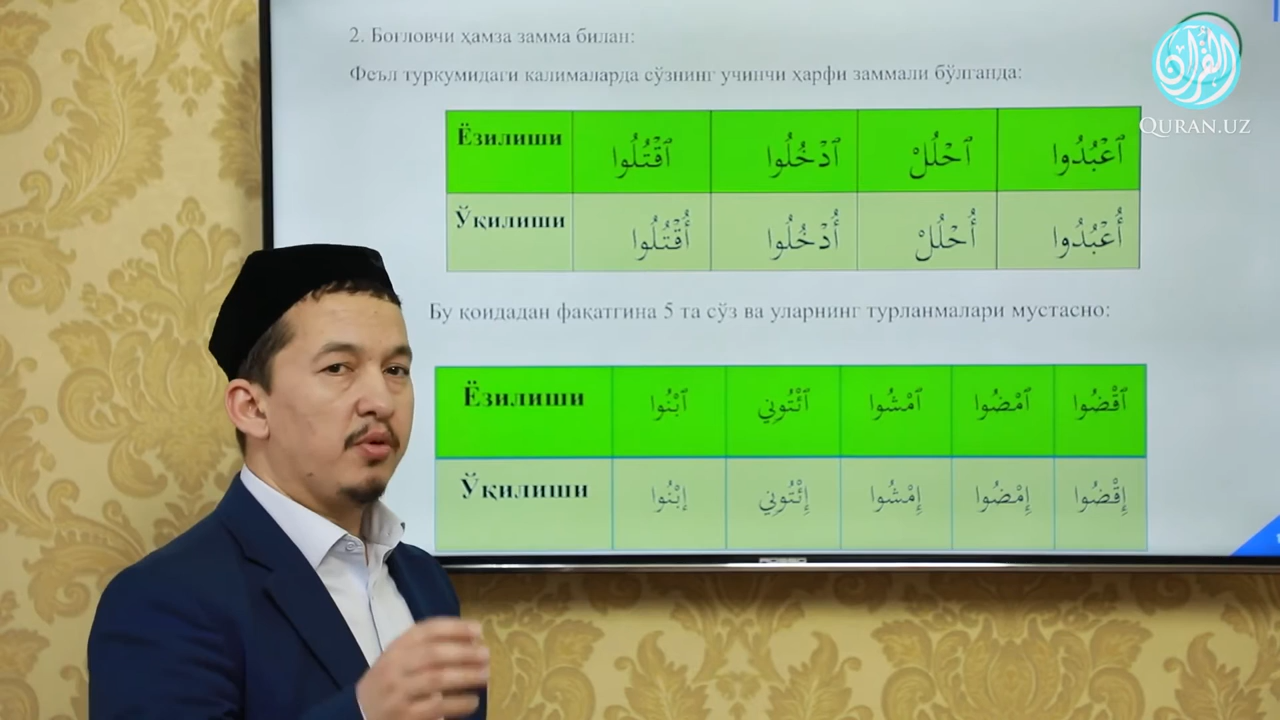 2. Боғловчи ҳамза замма билан:
Феъл туркумидаги калималарда сўзнинг учинчи ҳарфи заммали бўлганда:
Ёзилиши ٱقْتُلُوا ٱدْخُلُوا ٱحْلُلْ ٱعْبُدُوا
Ўқилиши أُقْتُلُوا أُدْخُلُوا أُحْلُلْ أُعْبُدُوا
Бу қоидадан фақатгина 5 та сўз ва уларнинг турланмалари мустасно:
Ёзилиши ٱبْنُوا ٱئْتُونِي ٱمْشُوا ٱمْضُوا ٱقْضُوا
Ўқилиши إِبْنُوا إِئْتُونِي إِمْشُوا إِمْضُوا إِقْضُوا
القرآن
QURAN.UZ